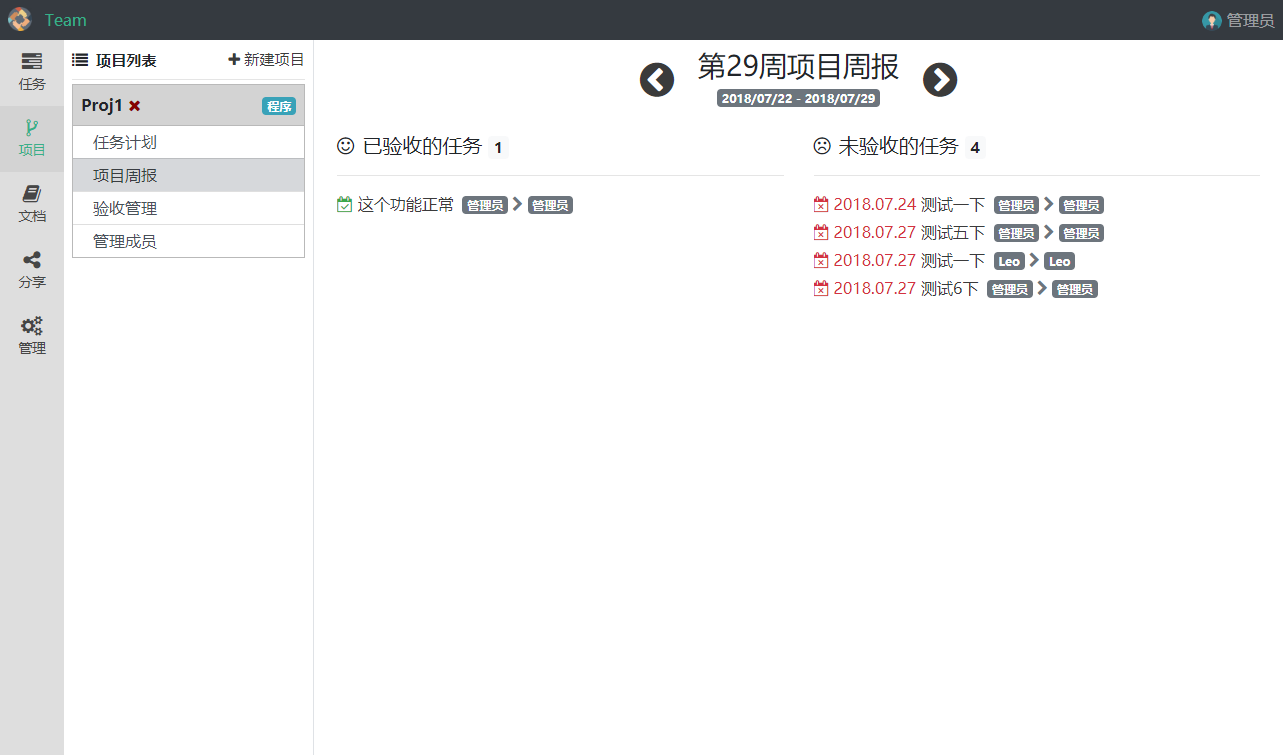 Team
管理员
任务
项目
文档
分享
管理
项目列表
新建项目
Proj1
程序
任务计划
项目周报
验收管理
管理成员
第29周项目周报
2018/07/22 - 2018/07/29
已验收的任务 1
这个功能正常 管理员 管理员
未验收的任务 4
2018.07.24 测试一下 管理员 管理员
2018.07.27 测试五下 管理员 管理员
2018.07.27 测试一下 Leo Leo
2018.07.27 测试6下 管理员 管理员